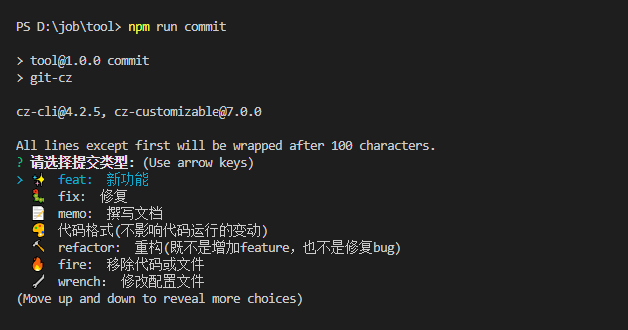 PS D:\job\tool> npm run commit
> tool@1.0.0 commit
> git-cz
cz-cli@4.2.5, cz-customizable@7.0.0
All lines except first will be wrapped after 100 characters.
? 请选择提交类型: (Use arrow keys)
> ✨ feat: 新功能
🐛 fix: 修复
📝 memo: 撰写文档
🎨 代码格式(不影响代码运行的变动)
🔨 refactor: 重构(既不是增加feature，也不是修复bug)
🔥 fire: 移除代码或文件
🔧 wrench: 修改配置文件
(Move up and down to reveal more choices)